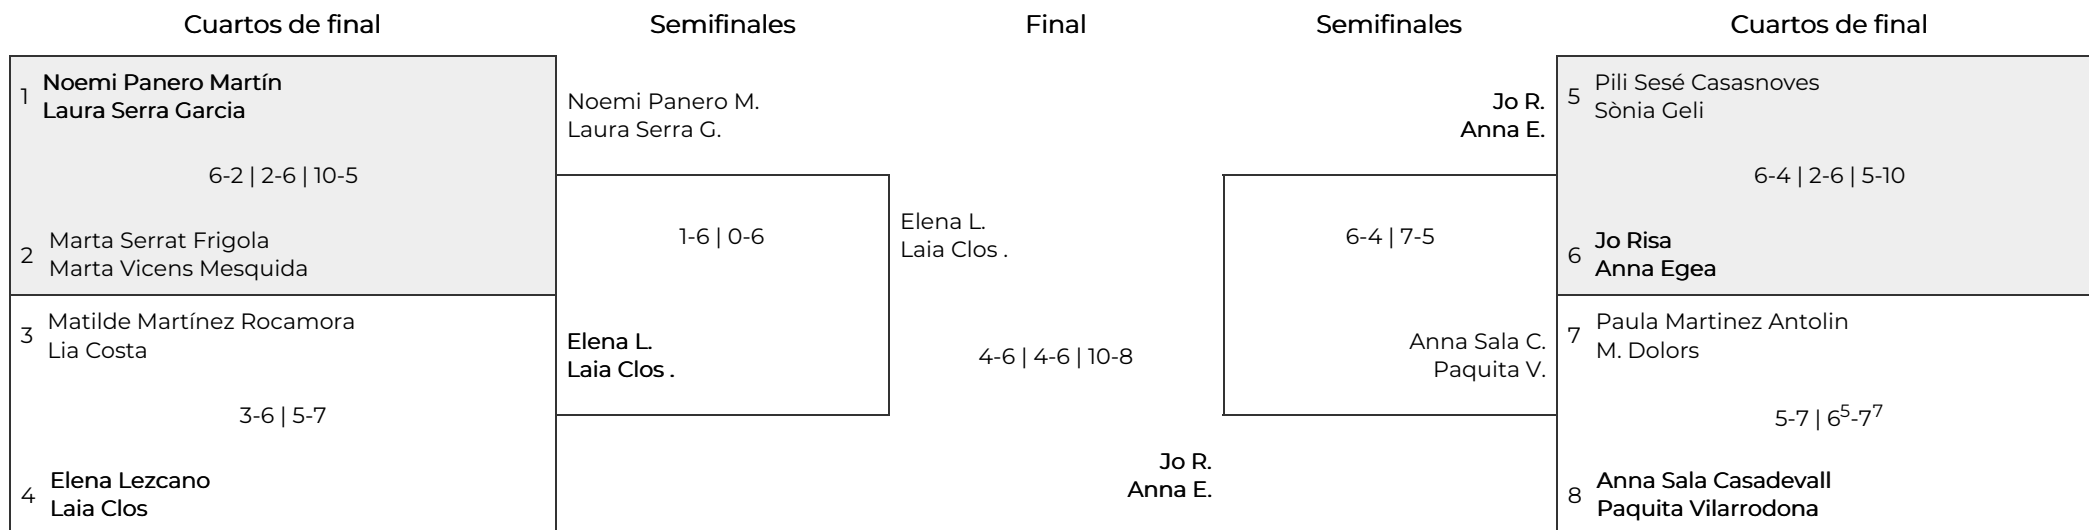 Cuartos de final
Semifinales
Final
Semifinales
Cuartos de final
1
Noemi Panero Martín
Laura Serra Garcia
6-2 | 2-6 | 10-5
2
Marta Serrat Frigola
Marta Vicens Mesquida
3
Matilde Martínez Rocamora
Lia Costa
3-6 | 5-7
4
Elena Lezcano
Laia Clos
Noemi Panero M.
Laura Serra G.
1-6 | 0-6
Elena L.
Laia Clos .
Elena L.
Laia Clos .
4-6 | 4-6 | 10-8
Jo R.
Anna E.
Jo R.
Anna E.
6-4 | 7-5
Anna Sala C.
Paquita V.
5
Pili Sesé Casasnoves
Sònia Geli
6-4 | 2-6 | 5-10
6
Jo Risa
Anna Egea
7
Paula Martinez Antolin
M. Dolors
5-7 | 6⁵-7⁷
8
Anna Sala Casadevall
Paquita Vilarrodona